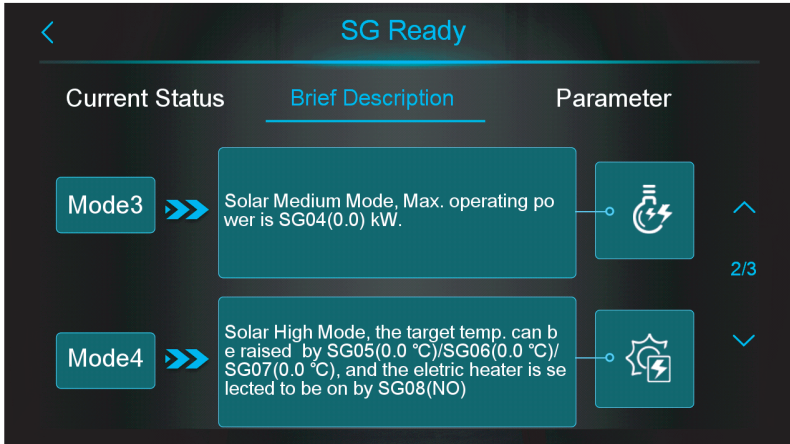 SG Ready
Current Status Brief Description Parameter
Mode3
Solar Medium Mode, Max. operating po
wer is SG04(0.0) kW.
2/3
Mode4
Solar High Mode, the target temp. can b
e raised  by SG05(0.0 ℃)/SG06(0.0 ℃)/
SG07(0.0 ℃), and the eletric heater is se
lected to be on by SG08(NO)